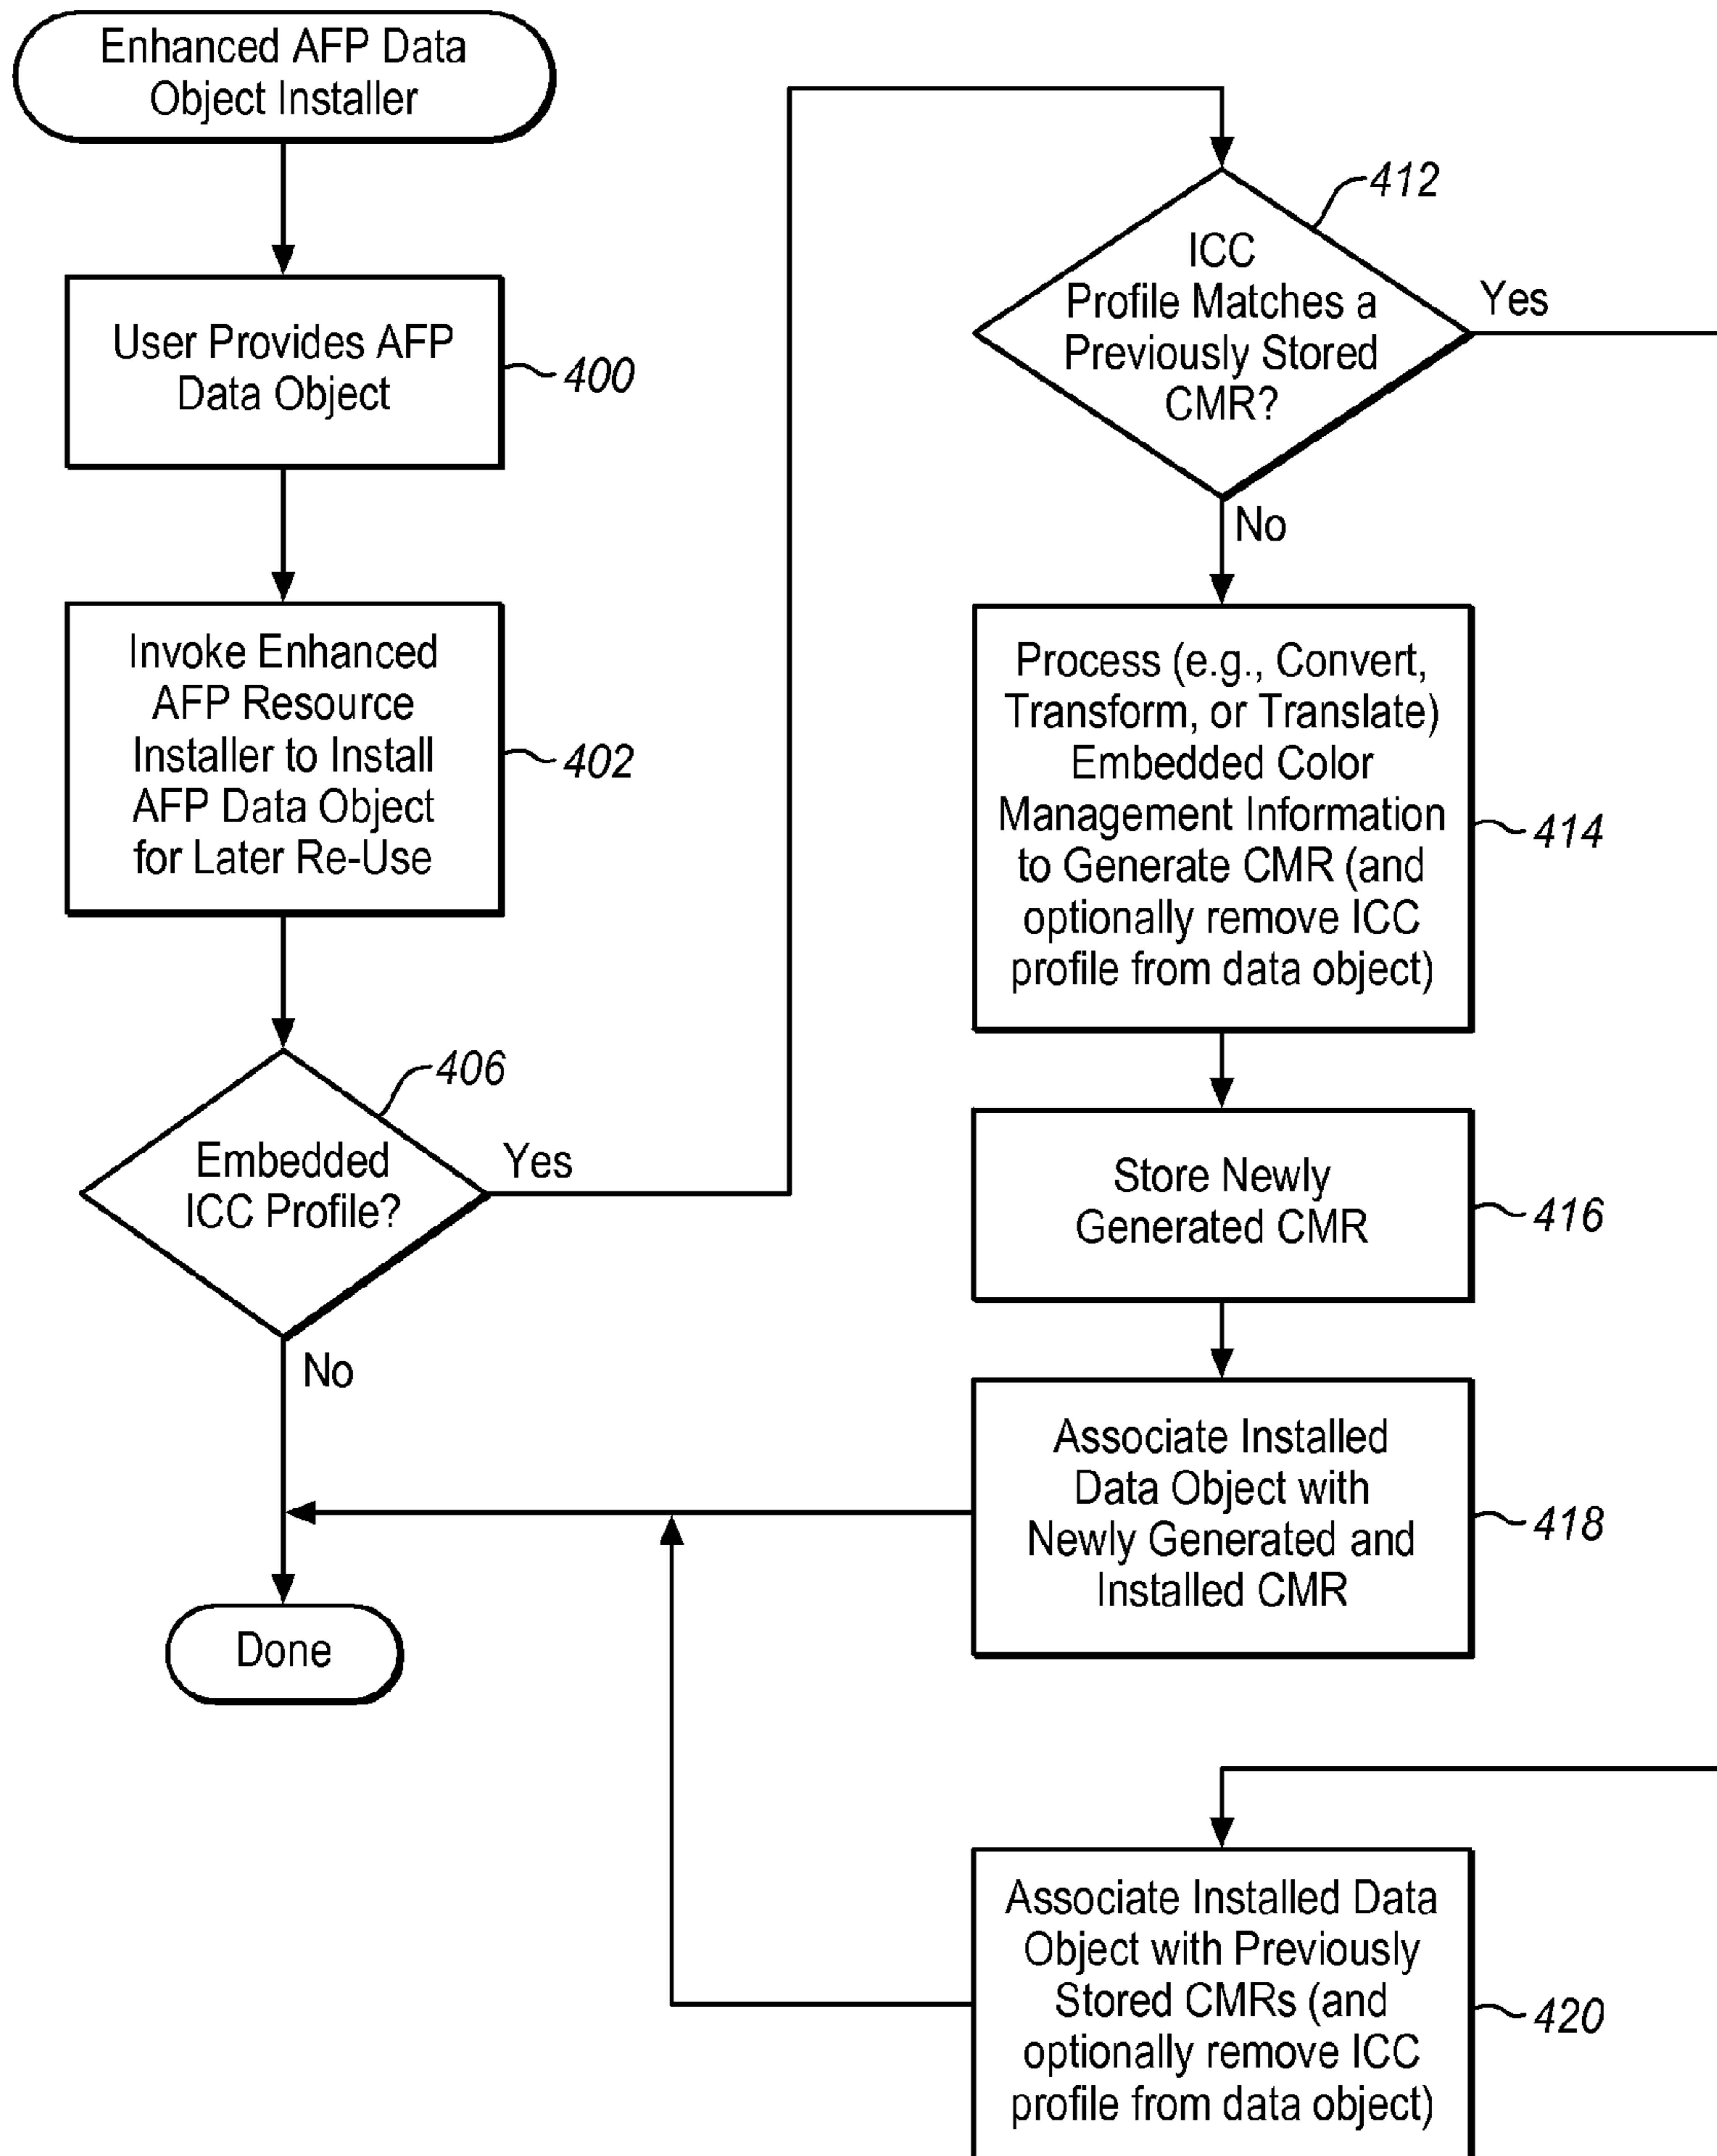 Enhanced AFP Data
Object Installer
User Provides AFP
Data Object
400
Invoke Enhanced
AFP Resource
Installer to Install
AFP Data Object
for Later Re-Use
402
406
Embedded
ICC Profile?
Yes
No
Done
412
ICC
Profile Matches a
Previously Stored
CMR?
Yes
No
Process (e.g., Convert,
Transform, or Translate)
Embedded Color
Management Information
to Generate CMR (and
optionally remove ICC
profile from data object)
414
Store Newly
Generated CMR
416
Associate Installed
Data Object with
Newly Generated and
Installed CMR
418
Associate Installed Data
Object with Previously
Stored CMRs (and
optionally remove ICC
profile from data object)
420